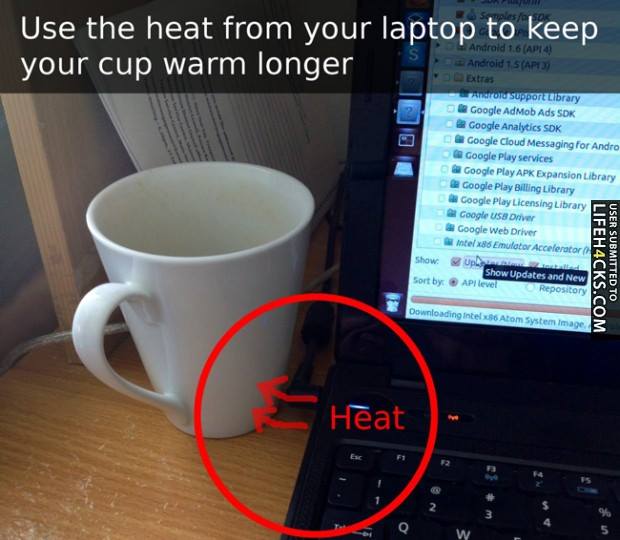 Use the heat from your laptop to keep
your cup warm longer
SDK Platform
Samples for SDK
Android 1.6 (API 4)
Android 1.5 (API 3)
Extras
Android Support Library
Google AdMob Ads SDK
Google Analytics SDK
Google Cloud Messaging for Andro
Google Play services
Google Play APK Expansion Library
Google Play Billing Library
Google Play Licensing Library
Google USB Driver
Google Web Driver
Intel x86 Emulator Accelerator
Show: Installed
Show Updates and New
Sort by: API level Repository
Downloading Intel x86 Atom System Image,
USER SUBMITTED TO
LIFEH4CKS.COM
Heat
Esc F1 F2 F3 F4 F5
! @ # $ %
1 2 3 4 5
Q W E R